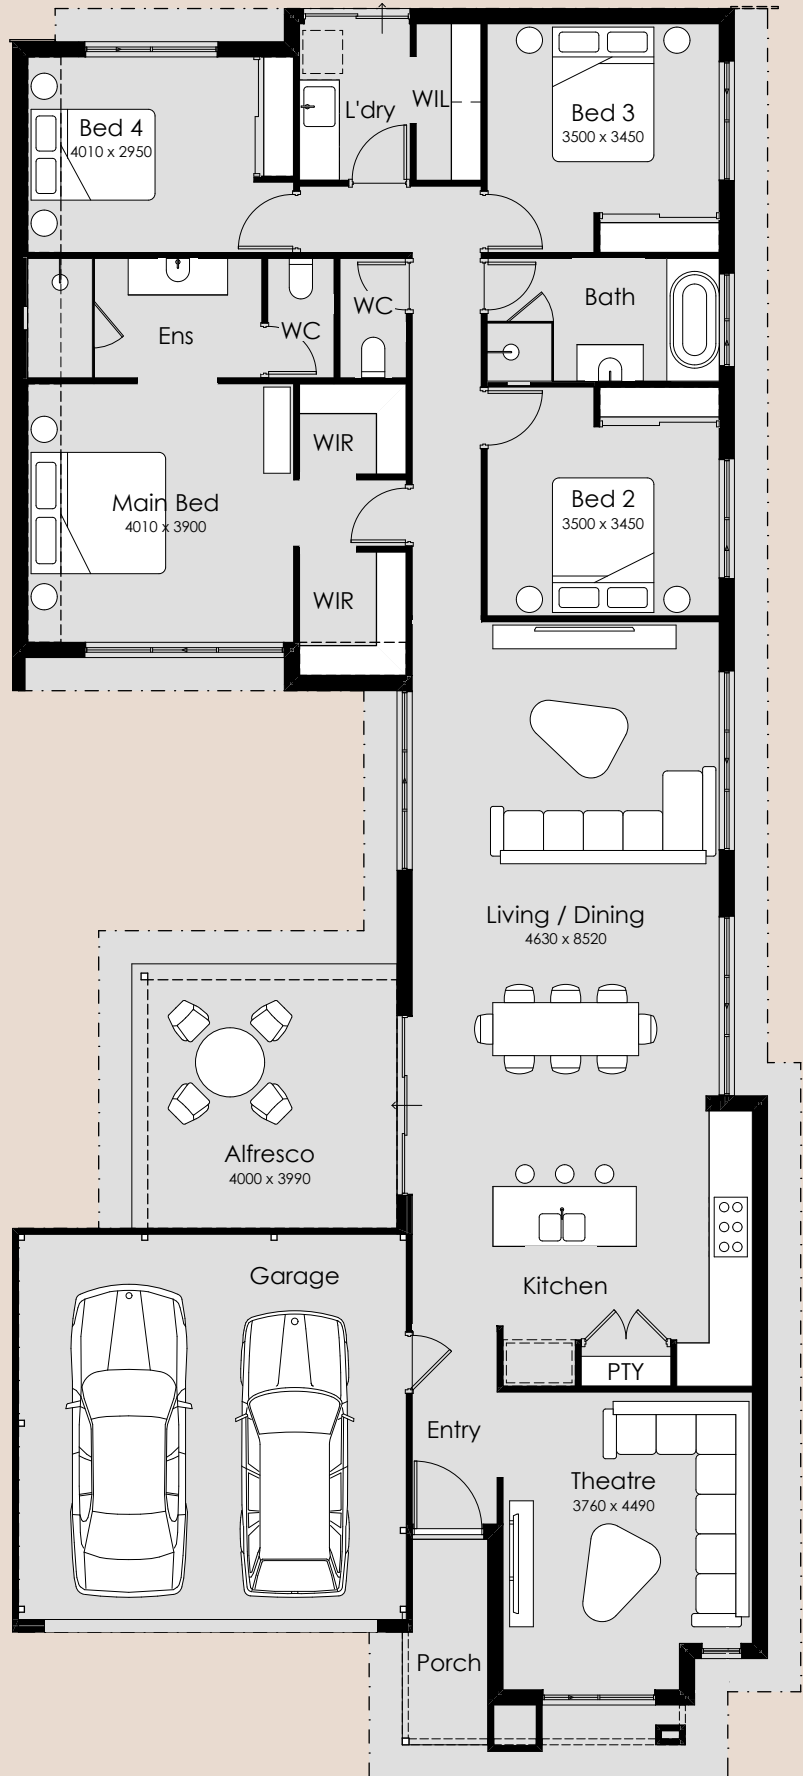 L'dry
WIL
Bed 3
3500 x 3450
Bed 4
4010 x 2950
Bath
WC
WC
Ens
WIR
Main Bed
4010 x 3900
Bed 2
3500 x 3450
WIR
Living / Dining
4630 x 8520
Alfresco
4000 x 3990
Garage
Kitchen
PTY
Entry
Theatre
3760 x 4490
Porch